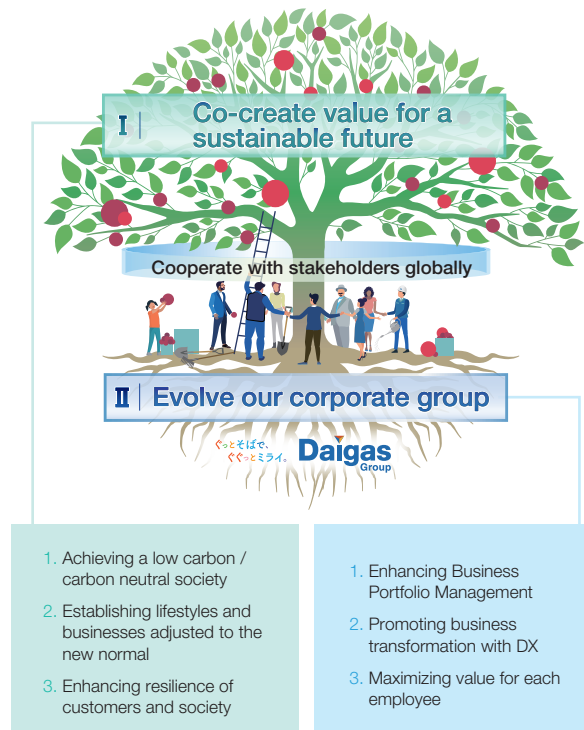 I
Co-create value for a
sustainable future
Cooperate with stakeholders globally
II
Evolve our corporate group
ぐっとそばで、
ぐぐっとミライ。
Daigas
Group
1. Achieving a low carbon /
carbon neutral society
2. Establishing lifestyles and
businesses adjusted to the
new normal
3. Enhancing resilience of
customers and society
1. Enhancing Business
Portfolio Management
2. Promoting business
transformation with DX
3. Maximizing value for each
employee